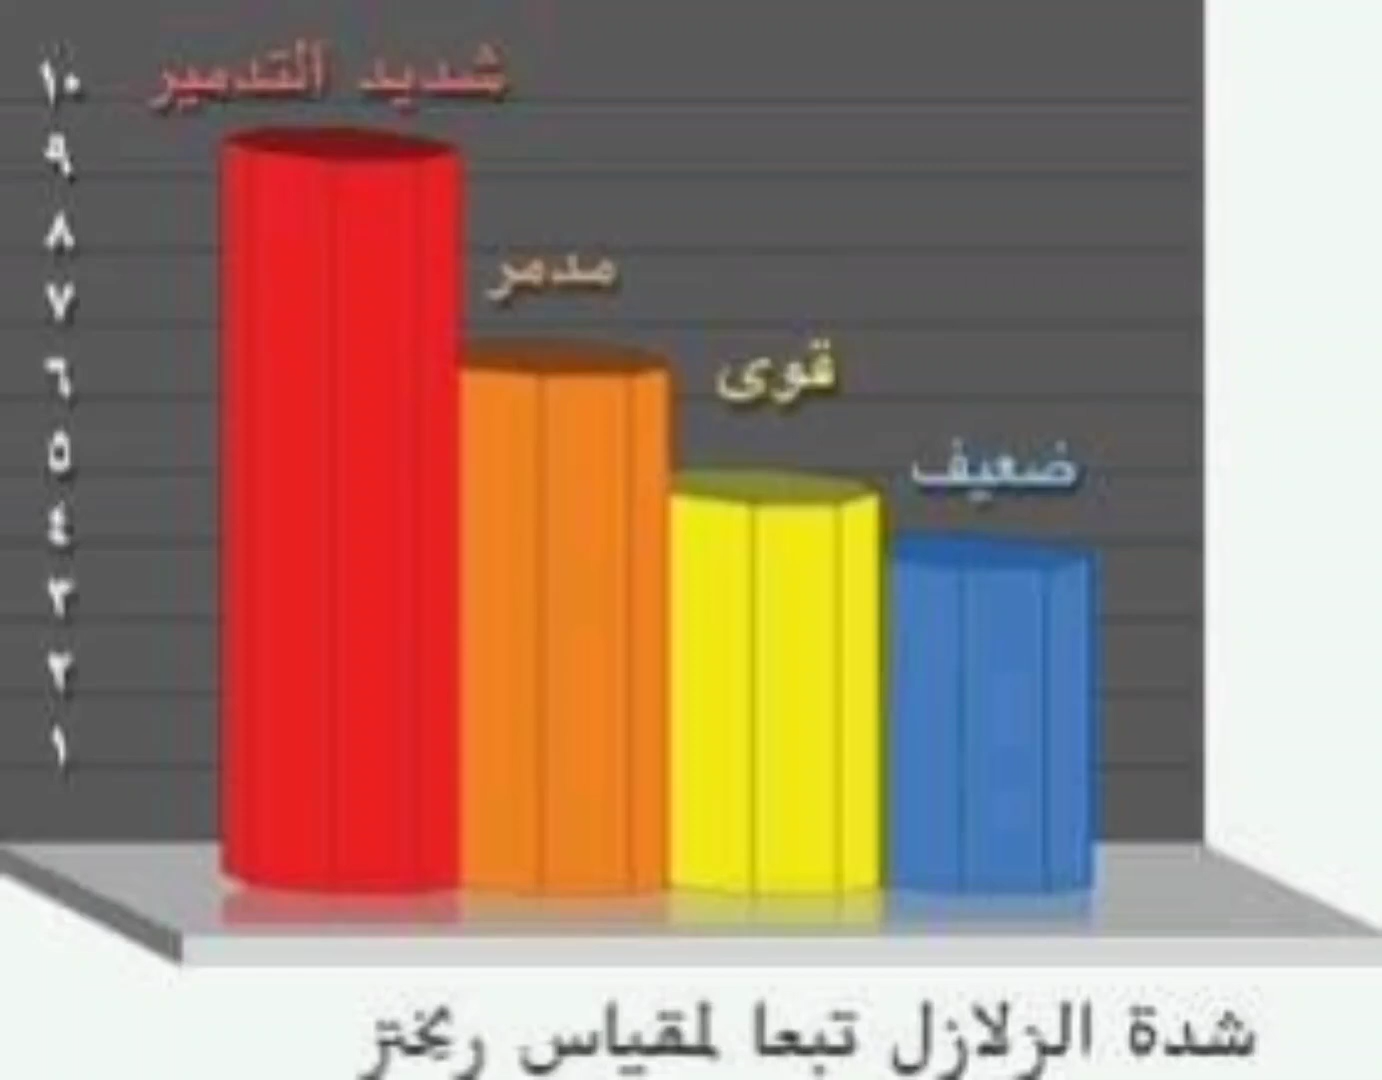 ١٠
شديد التدمير
٩
٨
مدمر
٧
قوى
٦
ضعيف
٥
٤
٣
٢
١
شدة الزلازل تبعا لمقياس ريختر